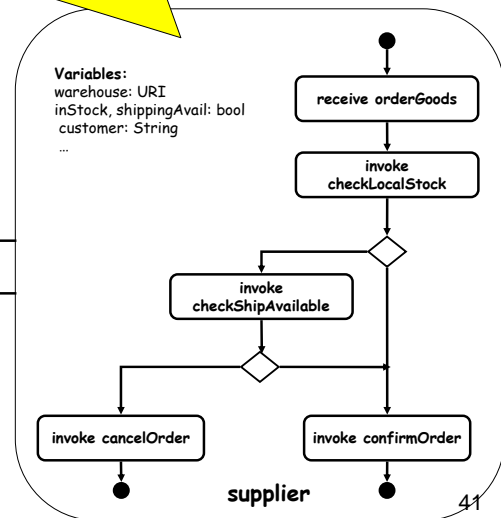 Variables:
warehouse: URI
inStock, shippingAvail: bool
customer: String
…
receive orderGoods
invoke
checkLocalStock
invoke
checkShipAvailable
invoke cancelOrder
invoke confirmOrder
supplier
41